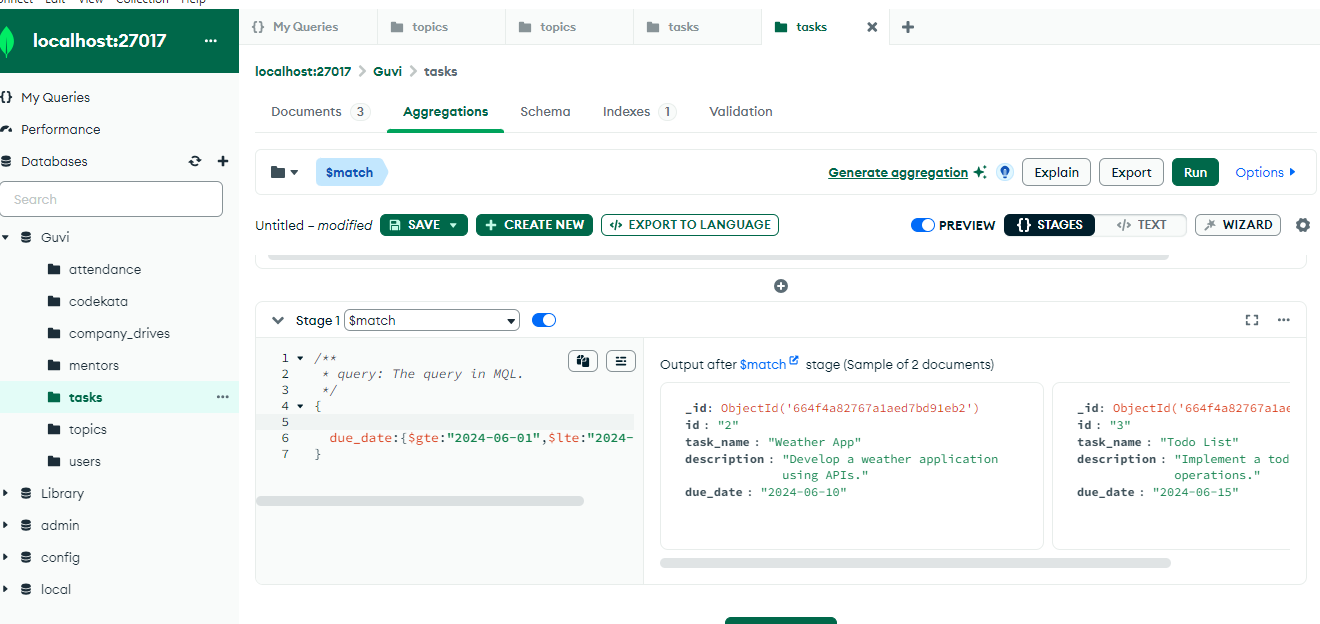 onnect Edit View Collection Help
localhost:27017
My Queries
topics
topics
tasks
tasks
localhost:27017 > Guvi > tasks
{} My Queries
Performance
Databases
Search
Guvi
attendance
codekata
company_drives
mentors
tasks
topics
users
Library
admin
config
local
Documents 3
Aggregations
Schema
Indexes 1
Validation
$match
Generate aggregation
Explain
Export
Run
Options
Untitled – modified
SAVE
+ CREATE NEW
</> EXPORT TO LANGUAGE
PREVIEW
{} STAGES
</> TEXT
WIZARD
Stage 1 $match
1 /**
2 * query: The query in MQL.
3 */
4 {
5
6 due_date:{$gte:"2024-06-01",$lte:"2024-
7 }
Output after $match stage (Sample of 2 documents)
_id: ObjectId('664f4a82767a1aed7bd91eb2')
id : "2"
task_name : "Weather App"
description : "Develop a weather application
using APIs."
due_date : "2024-06-10"
_id: ObjectId('664f4a82767a1ae
id : "3"
task_name : "Todo List"
description : "Implement a tod
operations."
due_date : "2024-06-15"